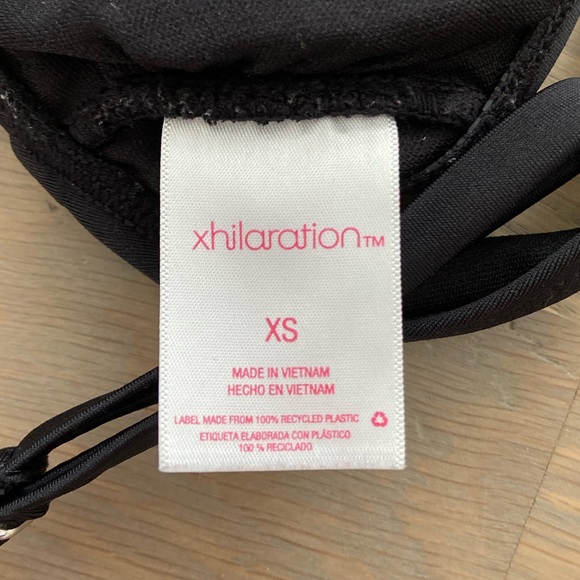 xhilaration™
XS
MADE IN VIETNAM
HECHO EN VIETNAM
LABEL MADE FROM 100% RECYCLED PLASTIC
ETIQUETA ELABORADA CON PLÁSTICO
100 % RECICLADO